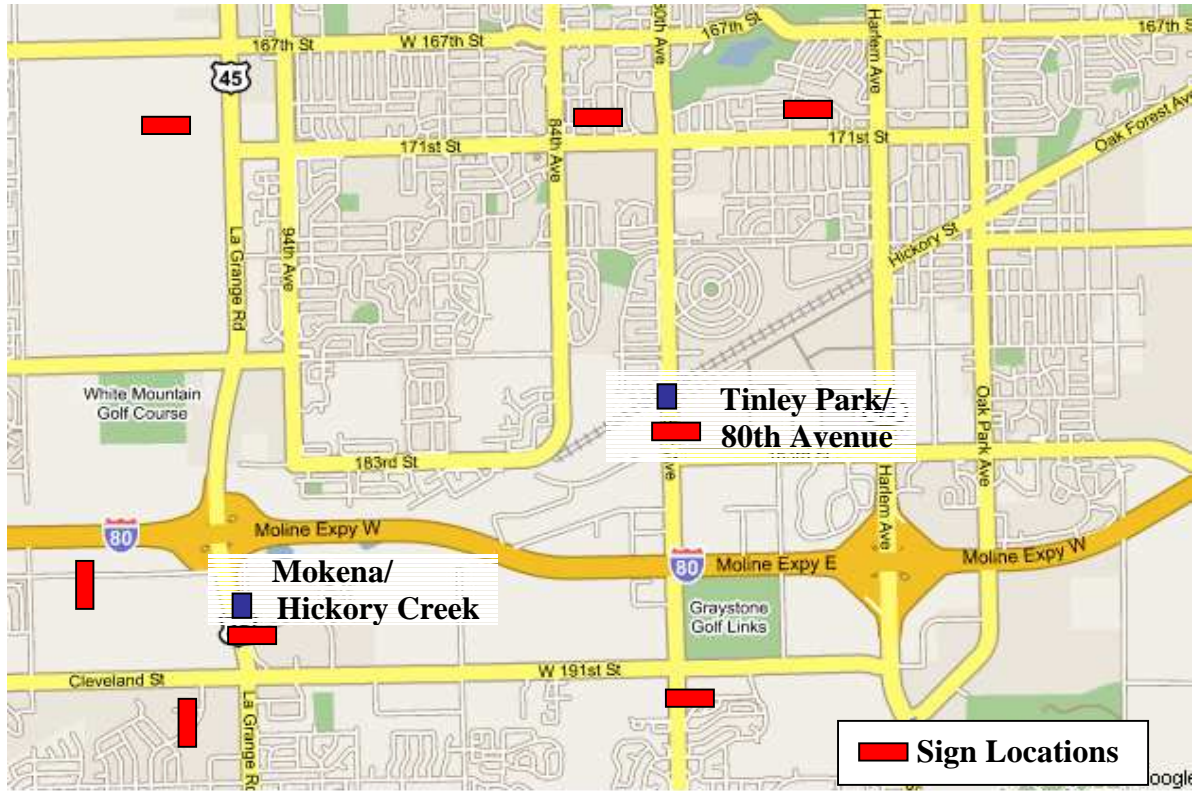 167th St
W 167th St
80th Ave
167th St
Harlem Ave
167th St
45
171st St
84th Ave
171st St
Oak Forest Ave
La Grange Rd
94th Ave
Hickory St
White Mountain
Golf Course
Tinley Park/
80th Avenue
Oak Park Ave
183rd St
Ave
Harlem Ave
80
Moline Expy W
80
Moline Expy E
Moline Expy W
Mokena/
Hickory Creek
Graystone
Golf Links
Cleveland St
W 191st St
La Grange Rd
Sign Locations
oogle